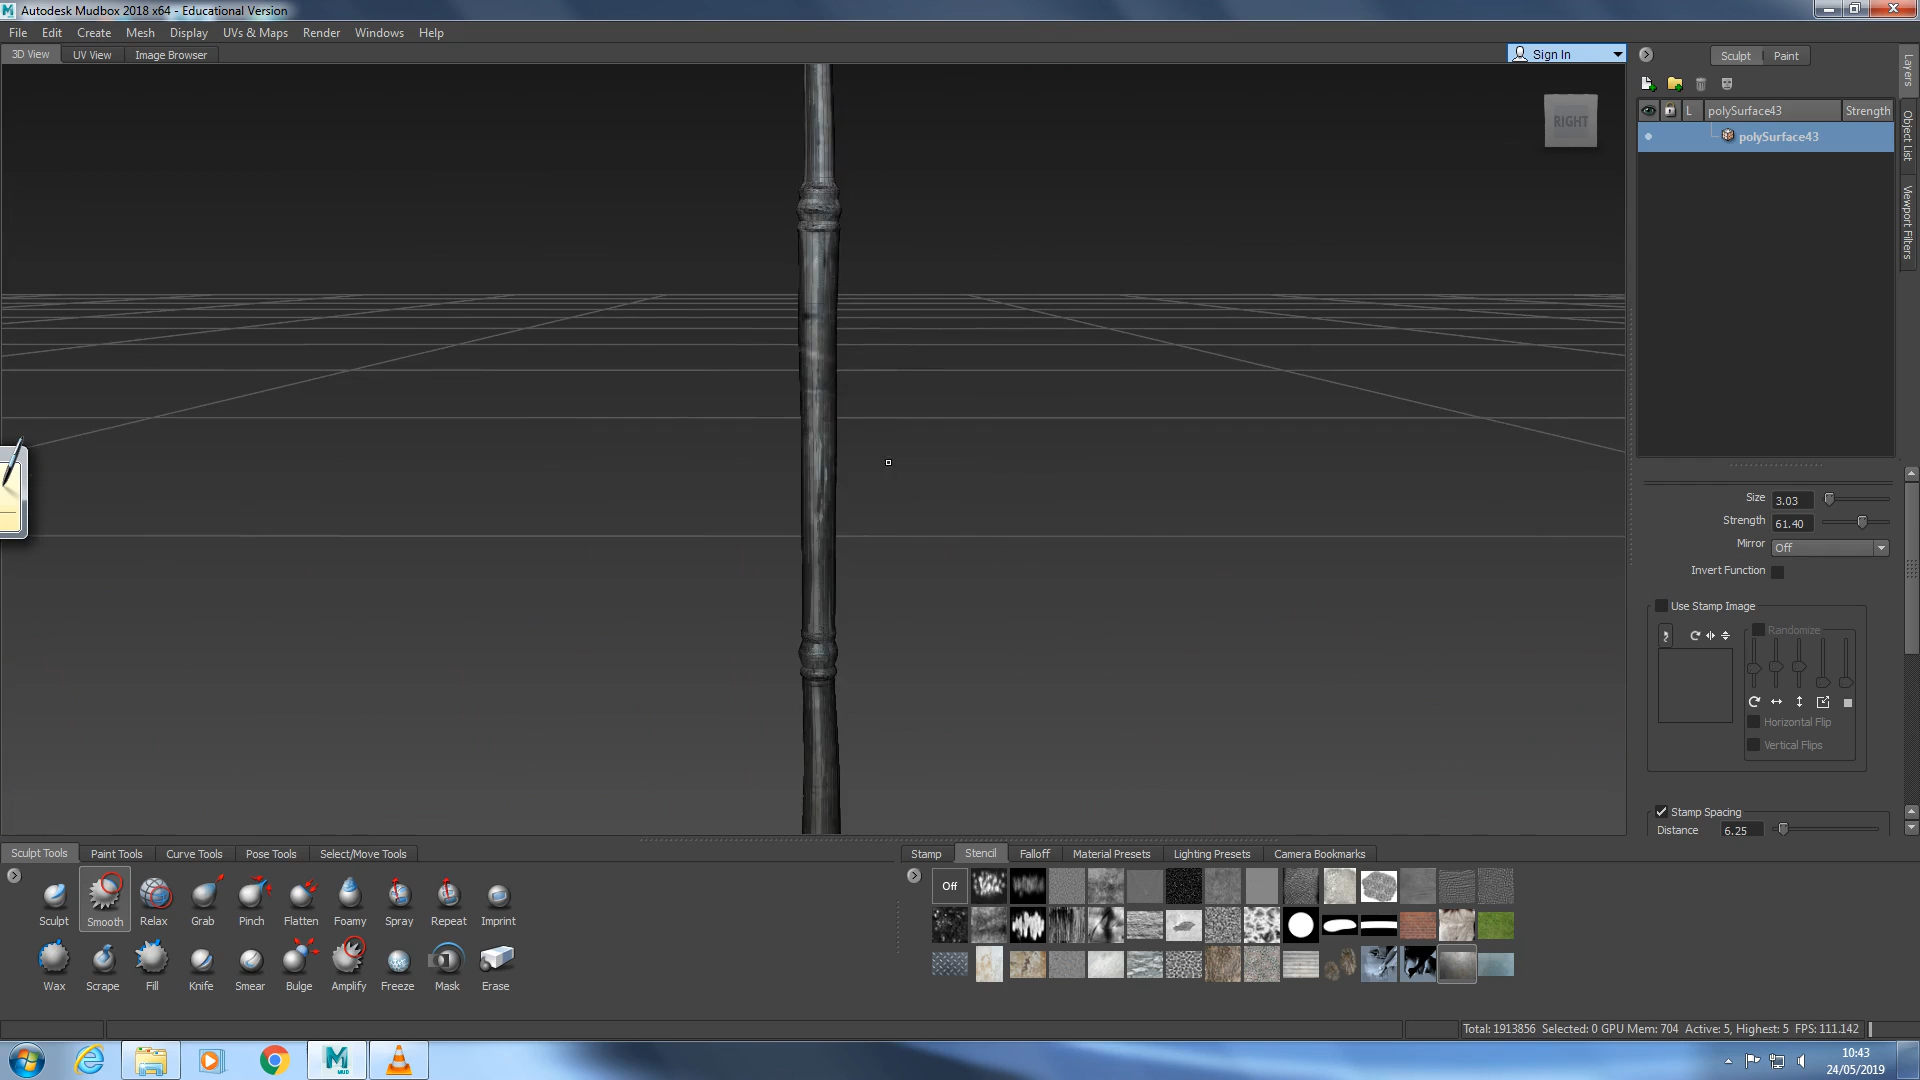 Autodesk Mudbox 2018 x64 - Educational Version
File Edit Create Mesh Display UVs & Maps Render Windows Help
3D View UV View Image Browser
Sign In
Sculpt Paint
Layers
Object List
Viewport Filters
RIGHT
L polySurface43 Strength
polySurface43
Size 3.03
Strength 61.40
Mirror Off
Invert Function
Use Stamp Image
Randomize
Horizontal Flip
Vertical Flips
Stamp Spacing
Distance 6.25
Sculpt Tools Paint Tools Curve Tools Pose Tools Select/Move Tools
Stamp Stencil Falloff Material Presets Lighting Presets Camera Bookmarks
Off
Sculpt Smooth Relax Grab Pinch Flatten Foamy Spray Repeat Imprint
Wax Scrape Fill Knife Smear Bulge Amplify Freeze Mask Erase
Total: 1913856 Selected: 0 GPU Mem: 704 Active: 5, Highest: 5 FPS: 111.142
MUD
10:43
24/05/2019